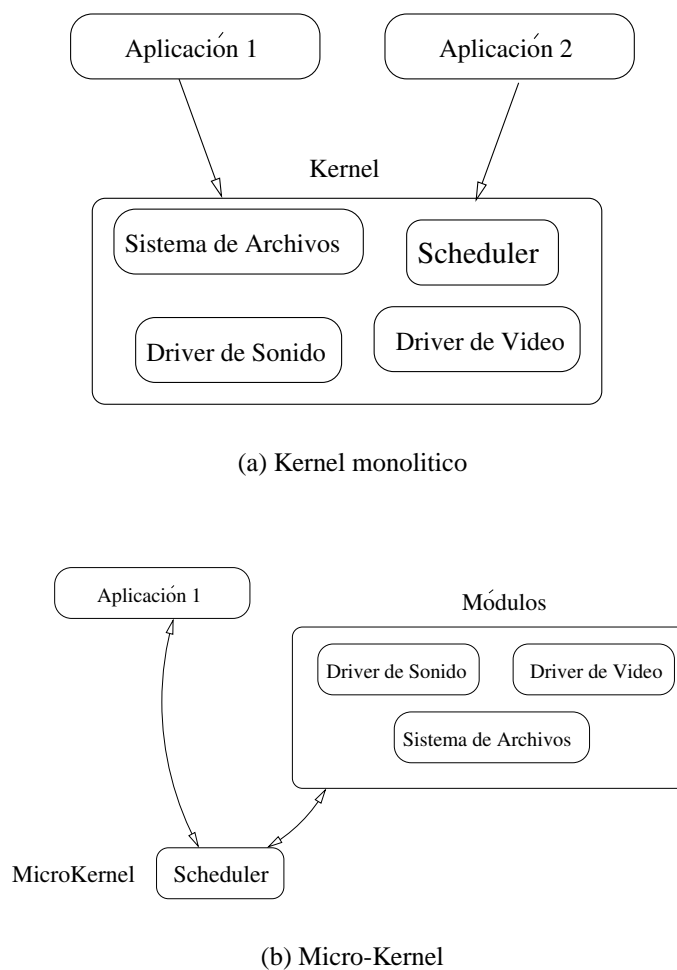 Aplicación 1
Aplicación 2
Kernel
Sistema de Archivos
Scheduler
Driver de Sonido
Driver de Video
(a) Kernel monolitico
Aplicación 1
Módulos
Driver de Sonido
Driver de Video
Sistema de Archivos
MicroKernel
Scheduler
(b) Micro-Kernel